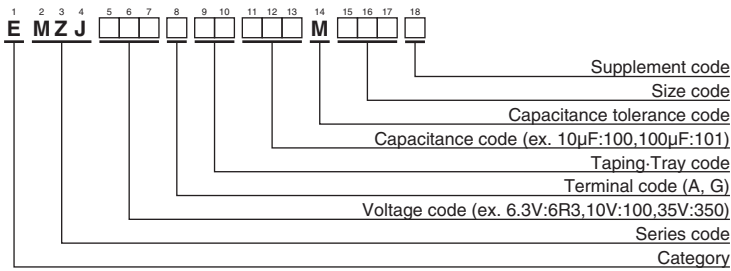 1 2 3 4 5 6 7 8 9 10 11 12 13 14 15 16 17 18
E MZJ □□□ □ □□ □□□ M □□□ □
Supplement code
Size code
Capacitance tolerance code
Capacitance code (ex. 10μF:100,100μF:101)
Taping·Tray code
Terminal code (A, G)
Voltage code (ex. 6.3V:6R3,10V:100,35V:350)
Series code
Category